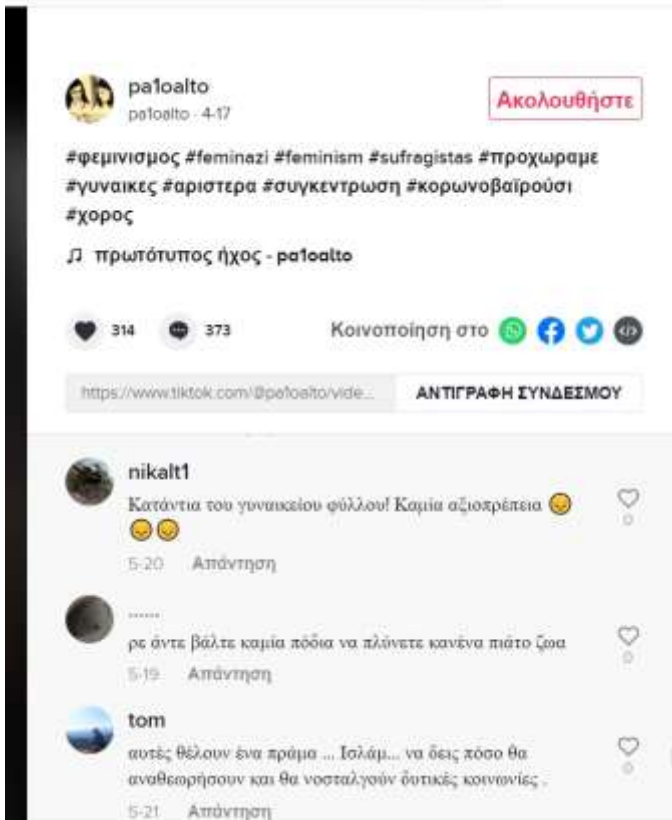 pa1oalto
pa1oalto · 4-17
Ακολουθήστε
#φεμινισμος #feminazi #feminism #sufragistas #προχωραμε
#γυναικες #αριστερα #συγκεντρωση #κορωνοβαϊρούσι
#χορος
πρωτότυπος ήχος - pa1oalto
314
373
Κοινοποίηση στο
https://www.tiktok.com/@pa1oalto/vide...
ΑΝΤΙΓΡΑΦΗ ΣΥΝΔΕΣΜΟΥ
nikalt1
Κατάντια του γυναικείου φύλλου! Καμία αξιοπρέπεια 😞
😞😞
0
5-20 Απάντηση
......
ρε άντε βάλτε καμία πόδια να πλύνετε κανένα πιάτο ζωα
0
5-19 Απάντηση
tom
αυτές θέλουν ένα πράμα ... Ισλάμ... να δεις πόσο θα
αναθεωρήσουν και θα νοσταλγούν δυτικές κοινωνίες .
0
5-21 Απάντηση